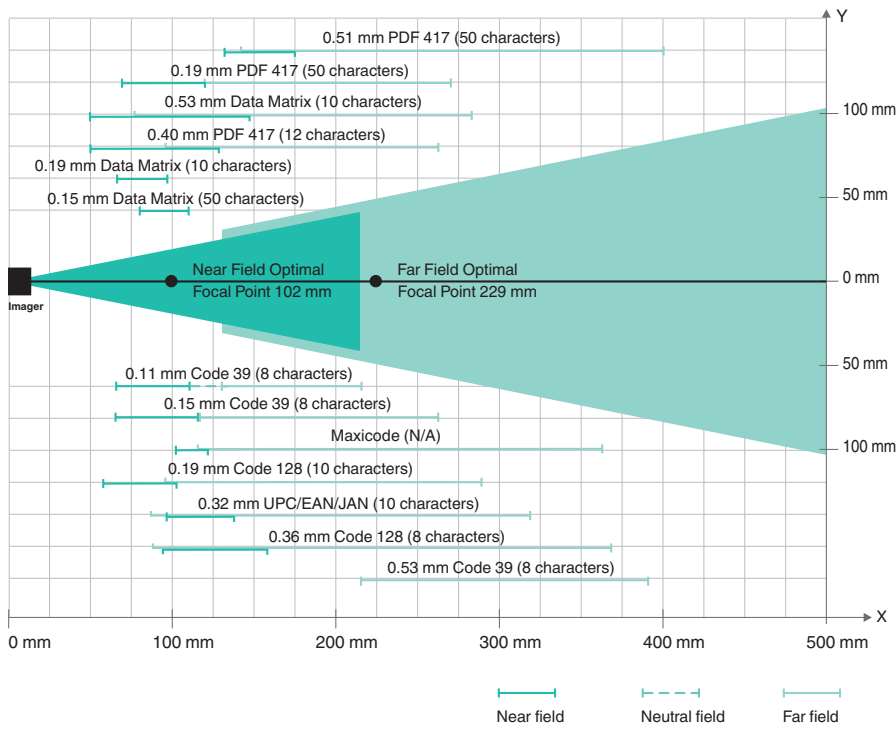 Y
0.51 mm PDF 417 (50 characters)
0.19 mm PDF 417 (50 characters)
0.53 mm Data Matrix (10 characters)
100 mm
0.40 mm PDF 417 (12 characters)
0.19 mm Data Matrix (10 characters)
0.15 mm Data Matrix (50 characters)
50 mm
Near Field Optimal
Focal Point 102 mm
Far Field Optimal
Focal Point 229 mm
0 mm
Imager
50 mm
0.11 mm Code 39 (8 characters)
0.15 mm Code 39 (8 characters)
Maxicode (N/A)
100 mm
0.19 mm Code 128 (10 characters)
0.32 mm UPC/EAN/JAN (10 characters)
0.36 mm Code 128 (8 characters)
0.53 mm Code 39 (8 characters)
X
0 mm 100 mm 200 mm 300 mm 400 mm 500 mm
Near field Neutral field Far field